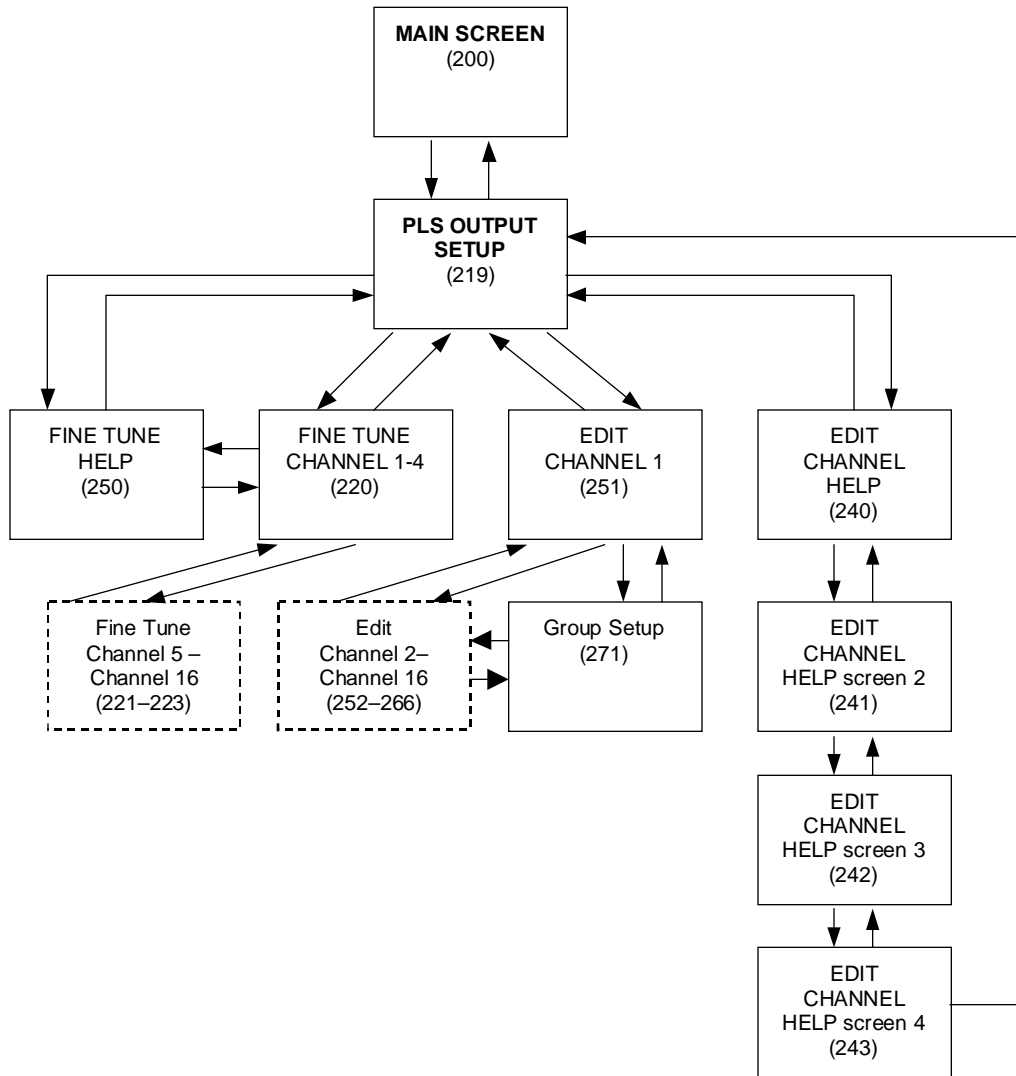 MAIN SCREEN
(200)
PLS OUTPUT
SETUP
(219)
FINE TUNE
HELP
(250)
FINE TUNE
CHANNEL 1-4
(220)
EDIT
CHANNEL 1
(251)
EDIT
CHANNEL
HELP
(240)
Fine Tune
Channel 5 –
Channel 16
(221–223)
Edit
Channel 2–
Channel 16
(252–266)
Group Setup
(271)
EDIT
CHANNEL
HELP screen 2
(241)
EDIT
CHANNEL
HELP screen 3
(242)
EDIT
CHANNEL
HELP screen 4
(243)